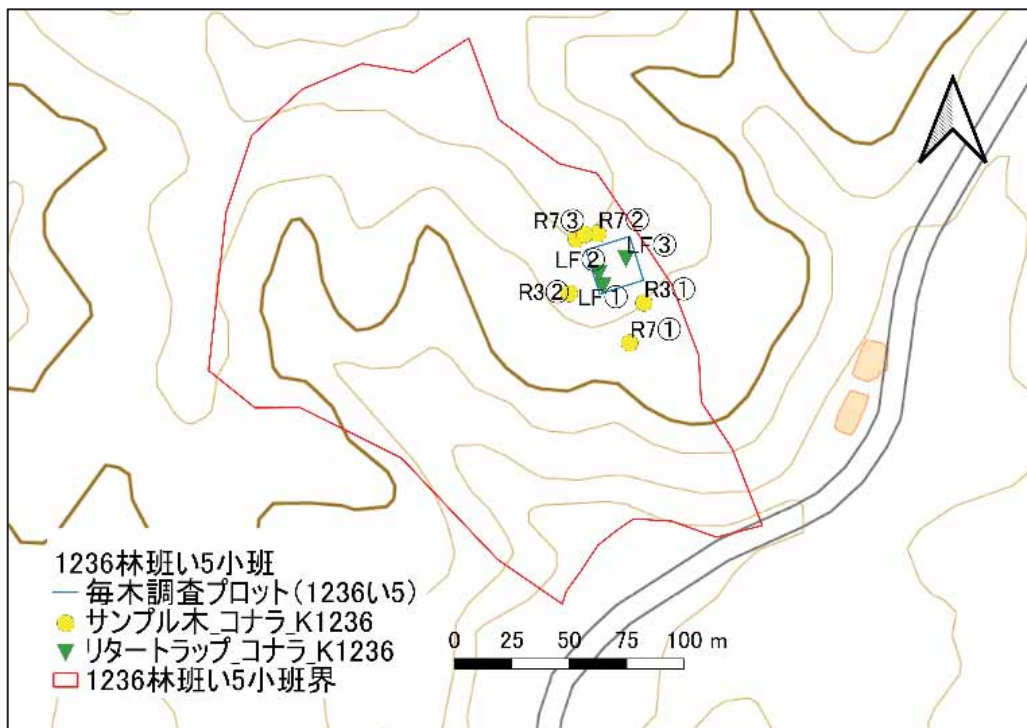 R7③ R7②
LF③
LF②
R3② LF① R3①
R7①
1236林班い5小班
毎木調査プロット(1236い5)
サンプル木_コナラ_K1236
リタートラップ_コナラ_K1236
1236林班い5小班界
0 25 50 75 100 m